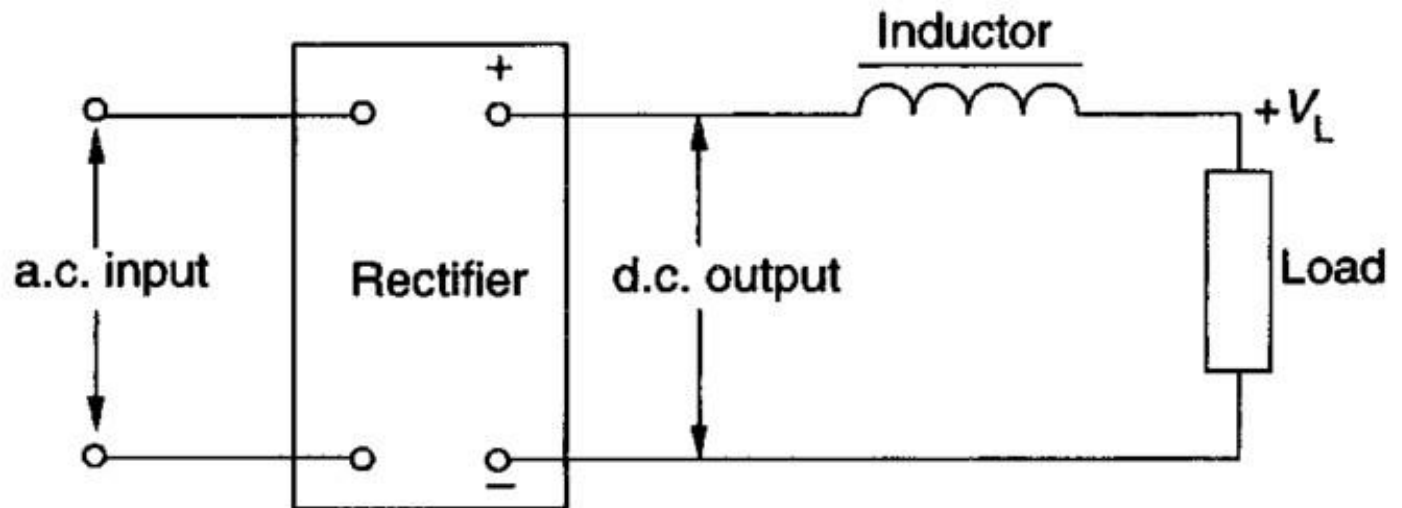 Inductor
+
+V_L
a.c. input
Rectifier
d.c. output
Load
−